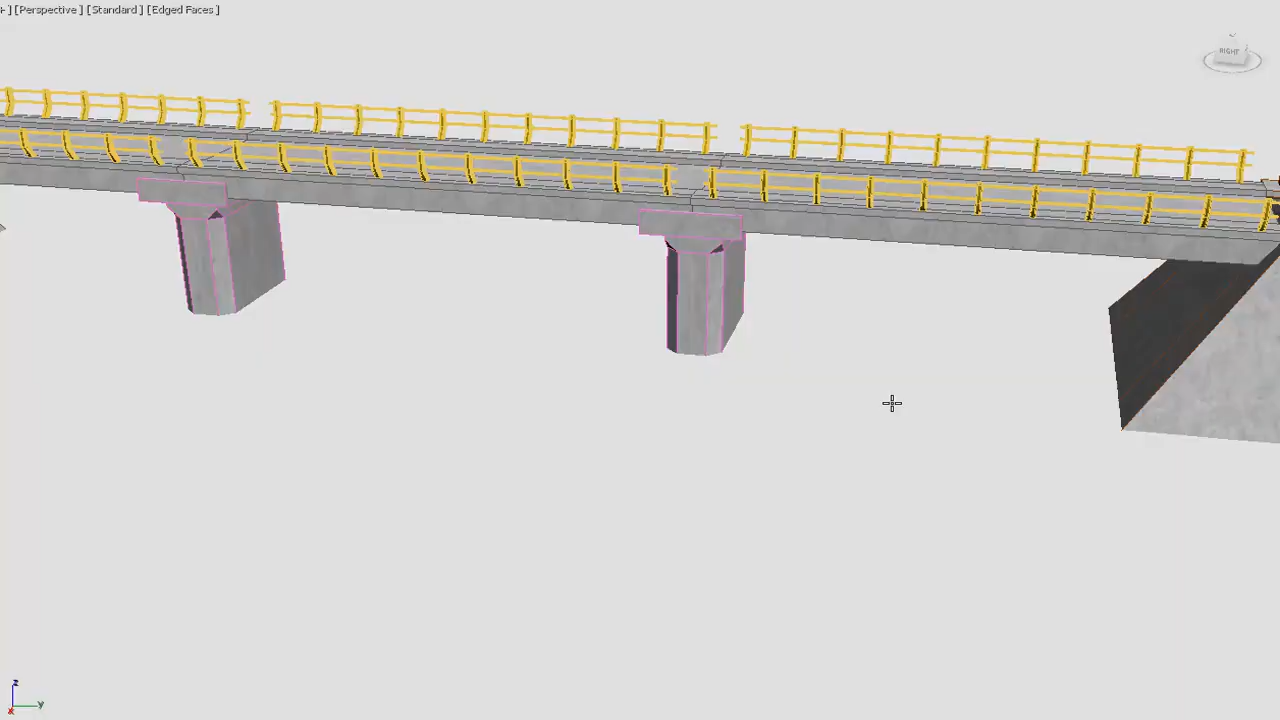 + ] [Perspective ] [Standard ] [Edged Faces ]
RIGHT
z
y
x